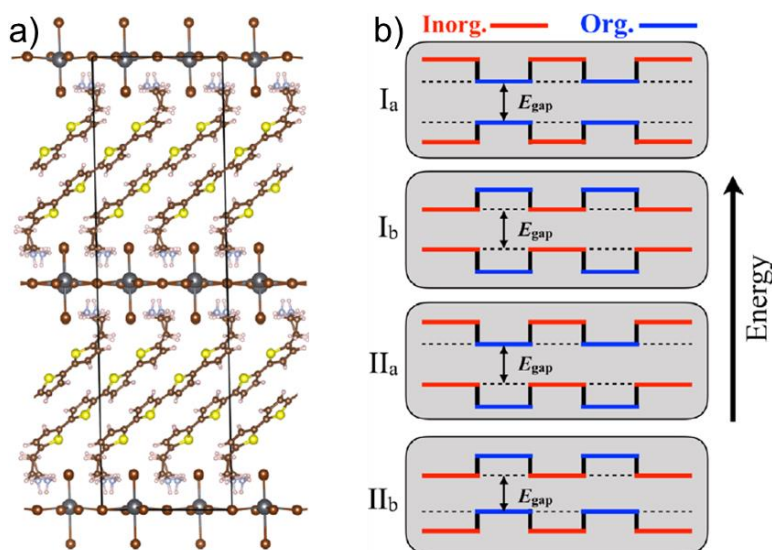 a)
b)
Inorg. Org.
Ia
Egap
Ib
Egap
IIa
Egap
IIb
Egap
Energy